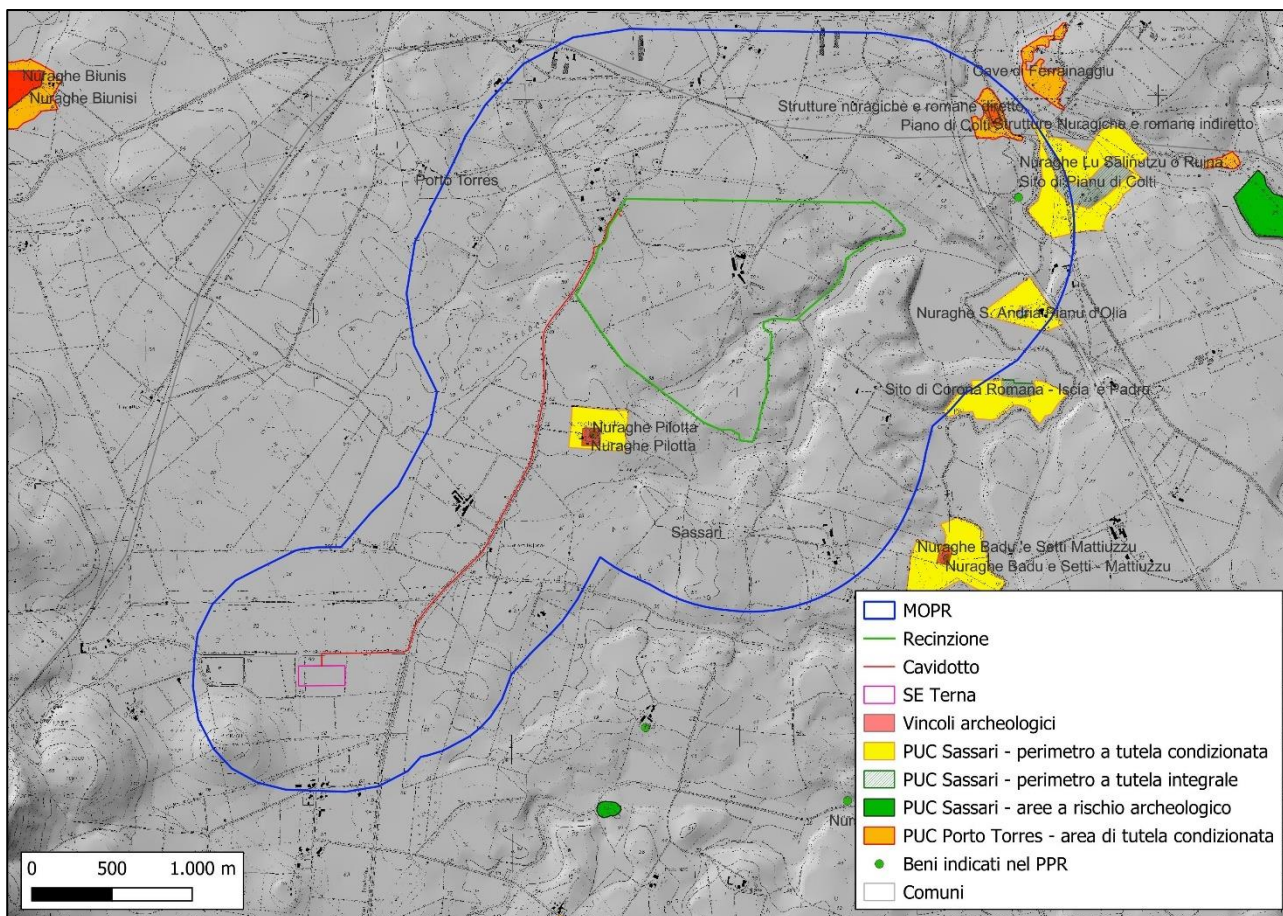 Nuraghe Biunis
Nuraghe Biunisi
Cave di Ferrainaggiu
Strutture nuragiche e romane diretto
Piano di Colti
Strutture Nuragiche e romane indiretto
Nuraghe Lu Salinutzu o Ruina
Sito di Pianu di Colti
Porto Torres
Nuraghe S. Andria Pianu d'Olia
Sito di Corona Romana - Iscia 'e Padru
Nuraghe Pilotta
Nuraghe Pilotta
Sassari
Nuraghe Badu 'e Setti Mattiuzzu
Nuraghe Badu e Setti - Mattiuzzu
MOPR
Recinzione
Cavidotto
SE Terna
Vincoli archeologici
PUC Sassari - perimetro a tutela condizionata
PUC Sassari - perimetro a tutela integrale
PUC Sassari - aree a rischio archeologico
PUC Porto Torres - area di tutela condizionata
Beni indicati nel PPR
Comuni
0 500 1.000 m